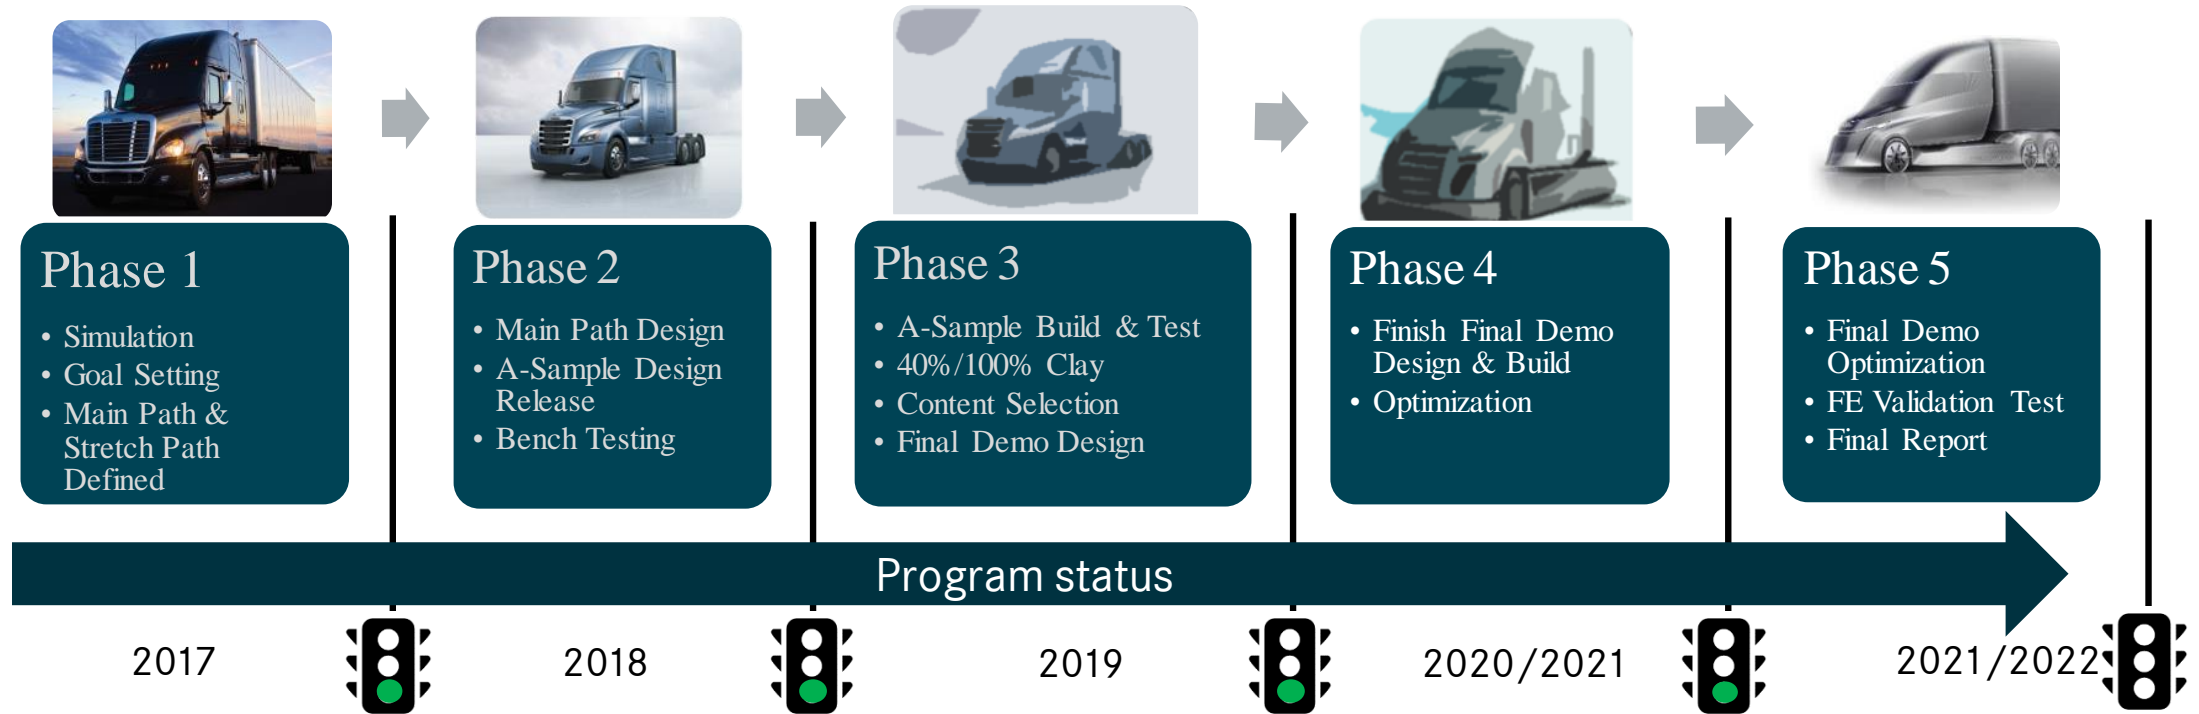 Phase 1
• Simulation
• Goal Setting
• Main Path &
Stretch Path
Defined
Phase 2
• Main Path Design
• A-Sample Design
Release
• Bench Testing
Phase 3
• A-Sample Build & Test
• 40%/100% Clay
• Content Selection
• Final Demo Design
Phase 4
• Finish Final Demo
Design & Build
• Optimization
Phase 5
• Final Demo
Optimization
• FE Validation Test
• Final Report
Program status
2017
2018
2019
2020/2021
2021/2022